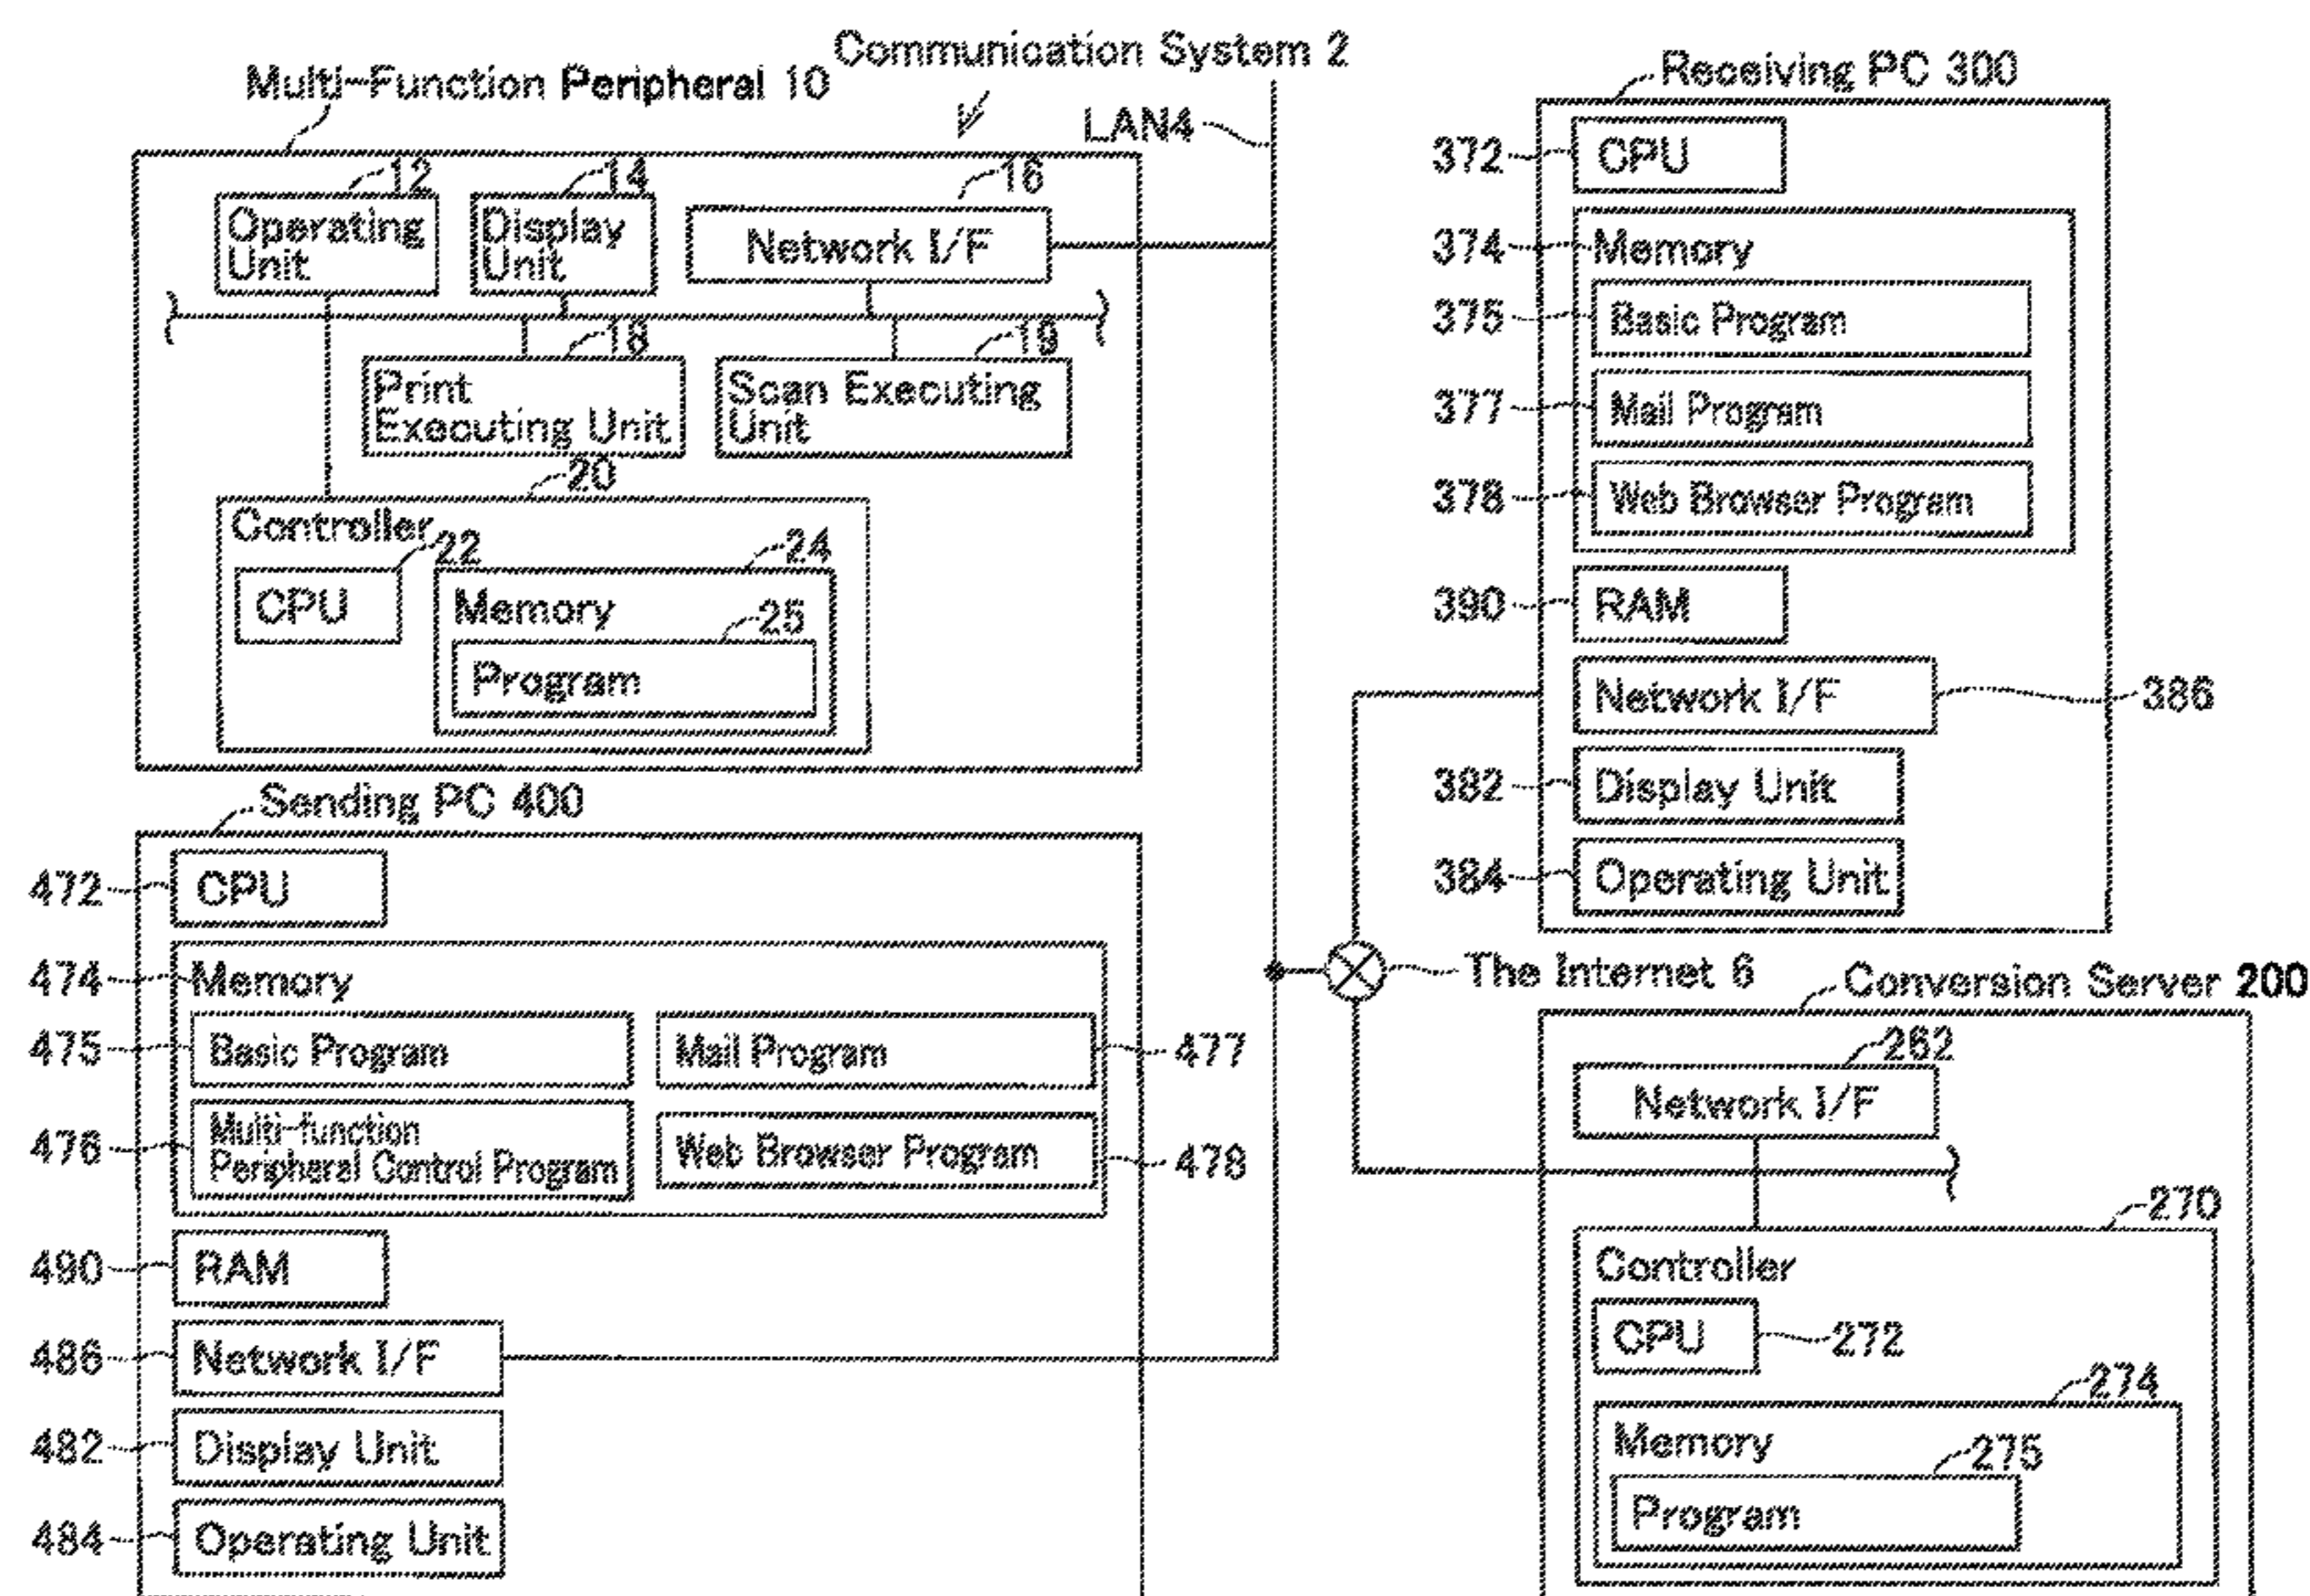 Communication System 2
Multi-Function Peripheral 10
LAN4
12
14
16
Operating
Unit
Display
Unit
Network I/F
18
19
Print
Executing Unit
Scan Executing
Unit
20
Controller
22
24
CPU
Memory
25
Program
Sending PC 400
472
CPU
474
Memory
475
Basic Program
Mail Program
477
476
Multi-function
Peripheral Control Program
Web Browser Program
478
490
RAM
486
Network I/F
482
Display Unit
484
Operating Unit
Receiving PC 300
372
CPU
374
Memory
375
Basic Program
377
Mail Program
378
Web Browser Program
390
RAM
Network I/F
386
382
Display Unit
384
Operating Unit
The Internet 6
Conversion Server 200
262
Network I/F
270
Controller
CPU
272
274
Memory
275
Program